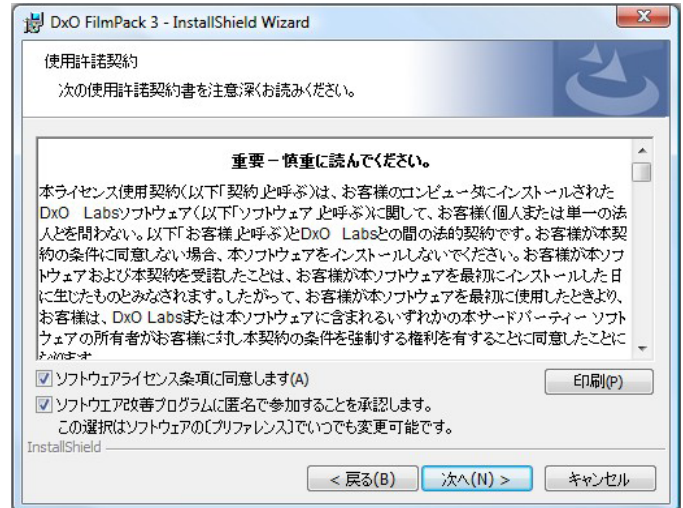 DxO FilmPack 3 - InstallShield Wizard
使用許諾契約
次の使用許諾契約書を注意深くお読みください。
重要－慎重に読んでください。
本ライセンス使用契約(以下「契約」と呼ぶ)は、お客様のコンピュータにインストールされた
DxO Labsソフトウェア(以下「ソフトウェア」と呼ぶ)に関して、お客様(個人または単一の法
人とを問わない。以下「お客様」と呼ぶ)とDxO Labsとの間の法的契約です。お客様が本契
約の条件に同意しない場合、本ソフトウェアをインストールしないでください。お客様が本ソフ
トウェアおよび本契約を受諾したことは、お客様が本ソフトウェアを最初にインストールした日
に生じたものとみなされます。したがって、お客様が本ソフトウェアを最初に使用したときより、
お客様は、DxO Labsまたは本ソフトウェアに含まれるいずれかの本サードパーティー ソフト
ウェアの所有者がお客様に対し本契約の条件を強制する権利を有することに同意したことに
ソフトウェアライセンス条項に同意します(A)
印刷(P)
ソフトウエア改善プログラムに匿名で参加することを承認します。
この選択はソフトウェアの[プリファレンス]でいつでも変更可能です。
InstallShield
< 戻る(B)
次へ(N) >
キャンセル